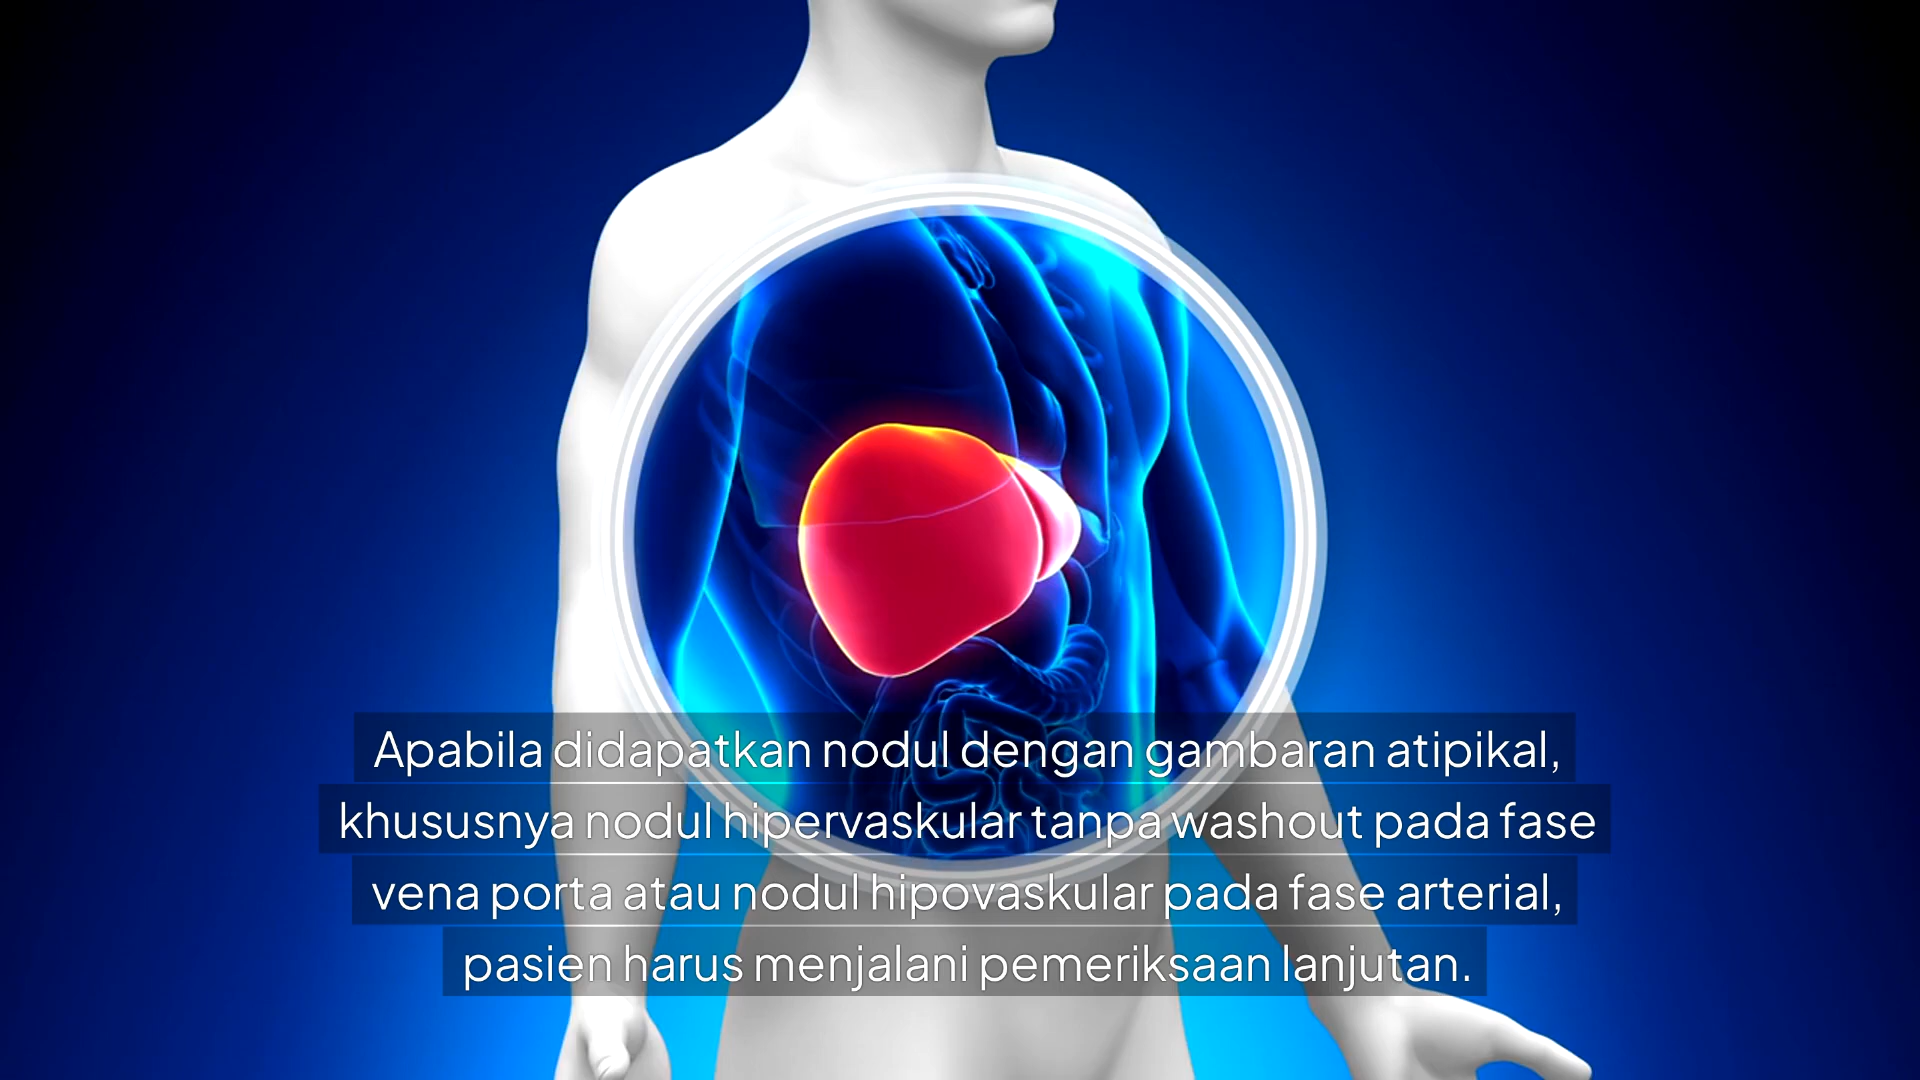 Apabila didapatkan nodul dengan gambaran atipikal,
khususnya nodul hipervaskular tanpa washout pada fase
vena porta atau nodul hipovaskular pada fase arterial,
pasien harus menjalani pemeriksaan lanjutan.